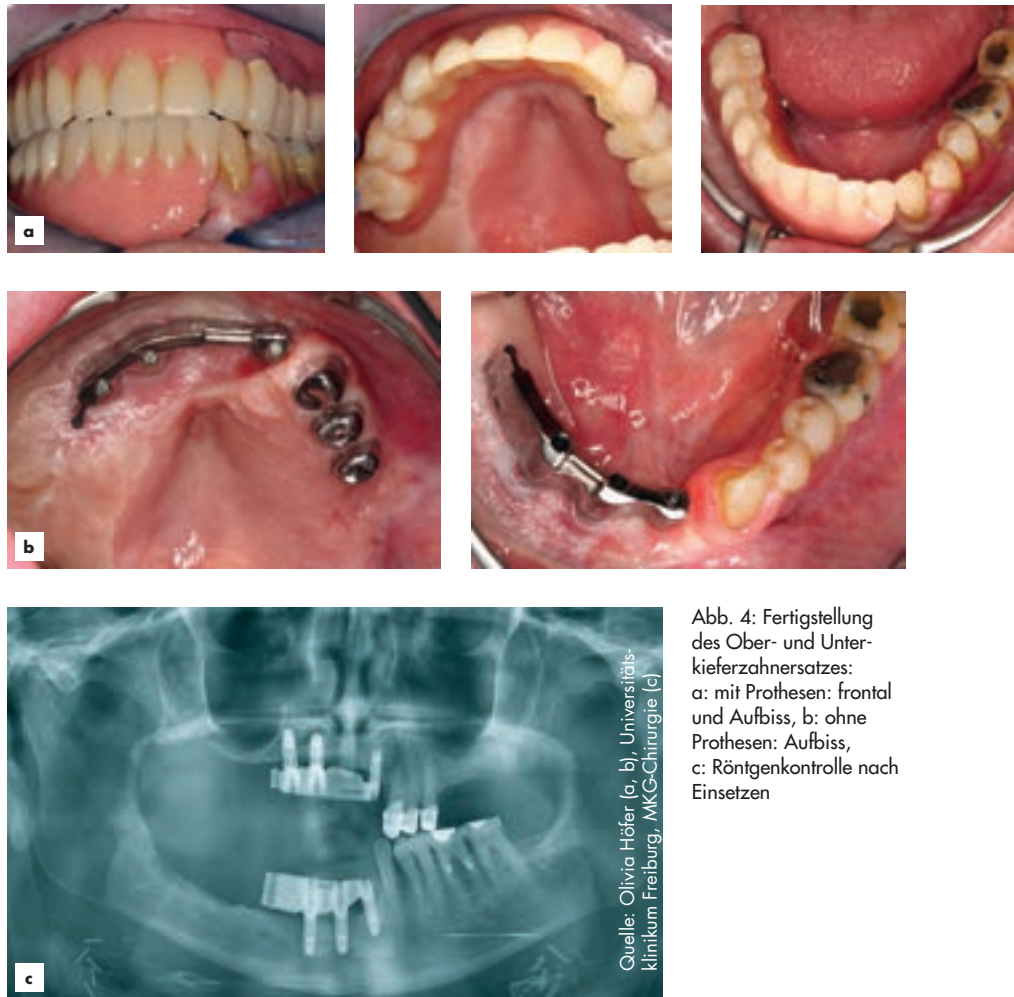 a
b
Abb. 4: Fertigstellung
des Ober- und Unter-
kieferzahnersatzes:
a: mit Prothesen: frontal
und Aufbiss, b: ohne
Prothesen: Aufbiss,
c: Röntgenkontrolle nach
Einsetzen
Quelle: Olivia Höfer (a, b), Universitäts-
klinikum Freiburg, MKG-Chirurgie (c)
c